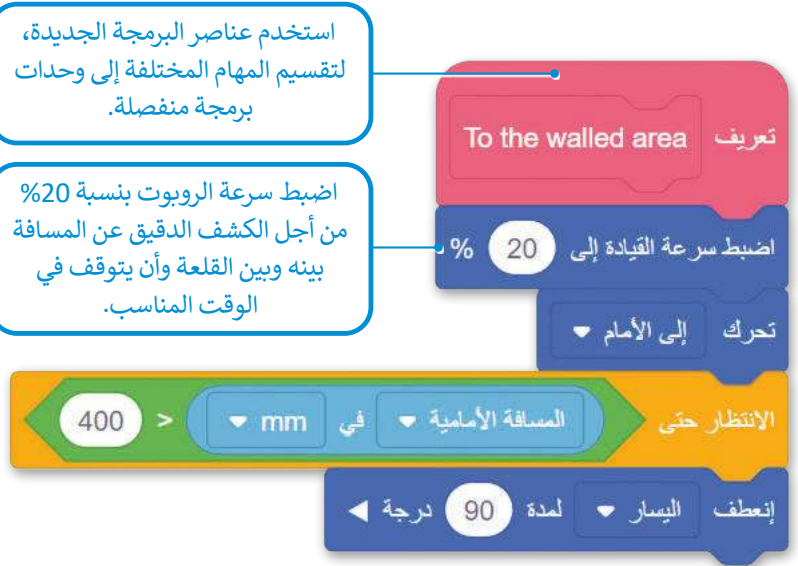 استخدم عناصر البرمجة الجديدة،
لتقسيم المهام المختلفة إلى وحدات
برمجة منفصلة.
تعريف To the walled area
اضبط سرعة الروبوت بنسبة 20%
من أجل الكشف الدقيق عن المسافة
بينه وبين القلعة وأن يتوقف في
الوقت المناسب.
اضبط سرعة القيادة إلى 20 %
تحرك إلى الأمام
الانتظار حتى المسافة الأمامية في mm < 400
إنعطف اليسار لمدة 90 درجة